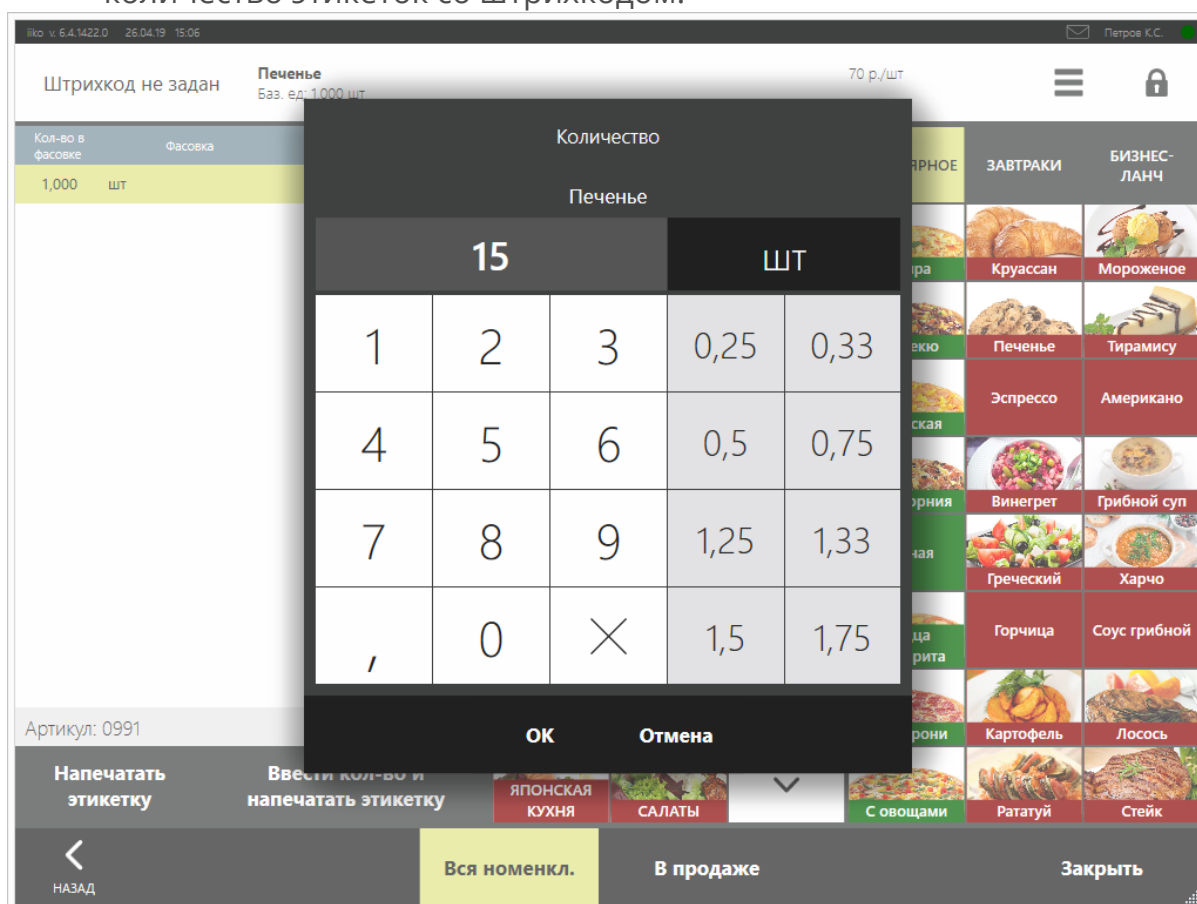 количество этикеток со штрихкодом.
iiko v. 6.4.1422.0 26.04.19 15:06
Петров К.С.
Штрихкод не задан
Печенье
Баз. ед: 1.000 шт
70 р./шт
Кол-во в
фасовке
Фасовка
1,000 шт
Количество
Печенье
15 ШТ
1 2 3 0,25 0,33
4 5 6 0,5 0,75
7 8 9 1,25 1,33
, 0 1,5 1,75
ОК Отмена
ЗАВТРАКИ
БИЗНЕС-
ЛАНЧ
Круассан Мороженое
Печенье Тирамису
Эспрессо Американо
Винегрет Грибной суп
Греческий Харчо
Горчица Соус грибной
Картофель Лосось
С овощами Рататуй Стейк
Артикул: 0991
Напечатать
этикетку
Ввести кол-во и
напечатать этикетку
ЯПОНСКАЯ
КУХНЯ
САЛАТЫ
НАЗАД
Вся номенкл.
В продаже
Закрыть